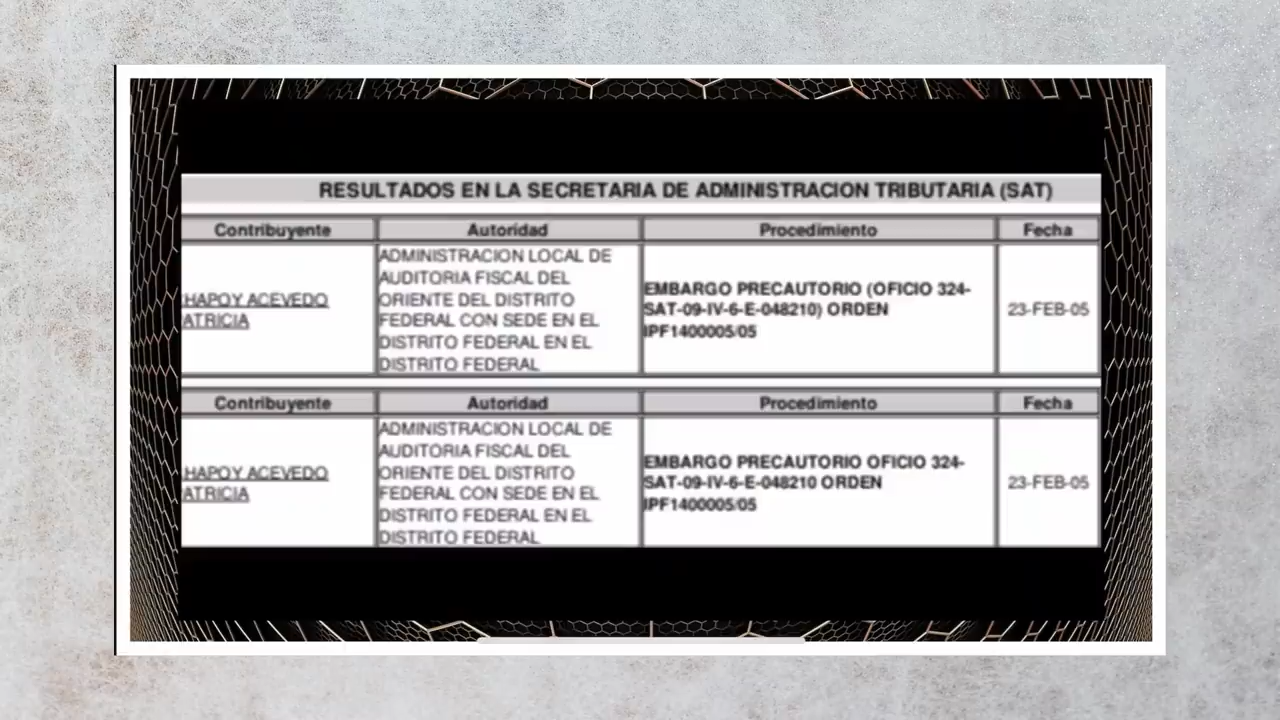 RESULTADOS EN LA SECRETARIA DE ADMINISTRACION TRIBUTARIA (SAT)
Contribuyente Autoridad Procedimiento Fecha
HAPOY ACEVEDO
ATRICIA
ADMINISTRACION LOCAL DE
AUDITORIA FISCAL DEL
ORIENTE DEL DISTRITO
FEDERAL CON SEDE EN EL
DISTRITO FEDERAL EN EL
DISTRITO FEDERAL
EMBARGO PRECAUTORIO (OFICIO 324-
SAT-09-IV-6-E-048210) ORDEN
IPF1400005/05
23-FEB-05
Contribuyente Autoridad Procedimiento Fecha
HAPOY ACEVEDO
ATRICIA
ADMINISTRACION LOCAL DE
AUDITORIA FISCAL DEL
ORIENTE DEL DISTRITO
FEDERAL CON SEDE EN EL
DISTRITO FEDERAL EN EL
DISTRITO FEDERAL
EMBARGO PRECAUTORIO OFICIO 324-
SAT-09-IV-6-E-048210 ORDEN
IPF1400005/05
23-FEB-05